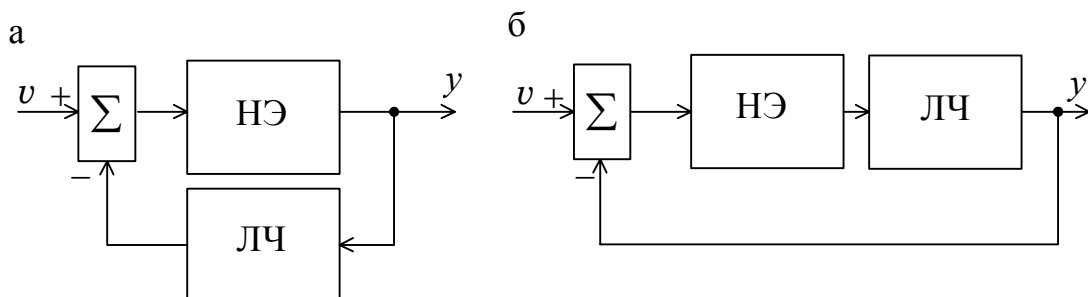 а
v + Σ НЭ y
−
ЛЧ
б
v + Σ НЭ ЛЧ y
−